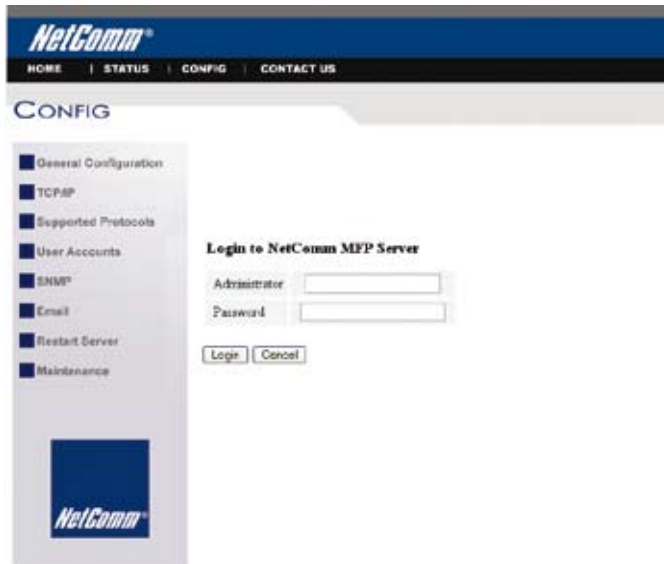 NetComm®
HOME | STATUS | CONFIG | CONTACT US
CONFIG
General Configuration
TCP/IP
Supported Protocols
User Accounts
SNMP
Email
Restart Server
Maintenance
Login to NetComm MFP Server
Administrator
Password
Login Cancel
NetComm®